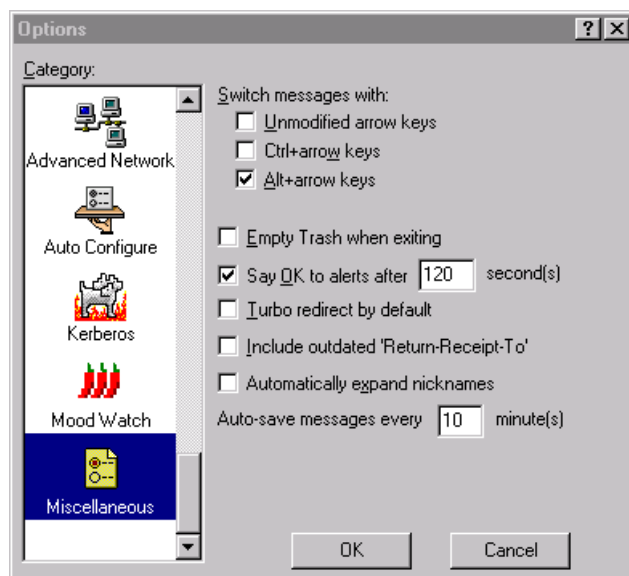 Options
Category:
Advanced Network
Auto Configure
Kerberos
Mood Watch
Miscellaneous
Switch messages with:
Unmodified arrow keys
Ctrl+arrow keys
Alt+arrow keys
Empty Trash when exiting
Say OK to alerts after 120 second(s)
Turbo redirect by default
Include outdated 'Return-Receipt-To'
Automatically expand nicknames
Auto-save messages every 10 minute(s)
OK Cancel